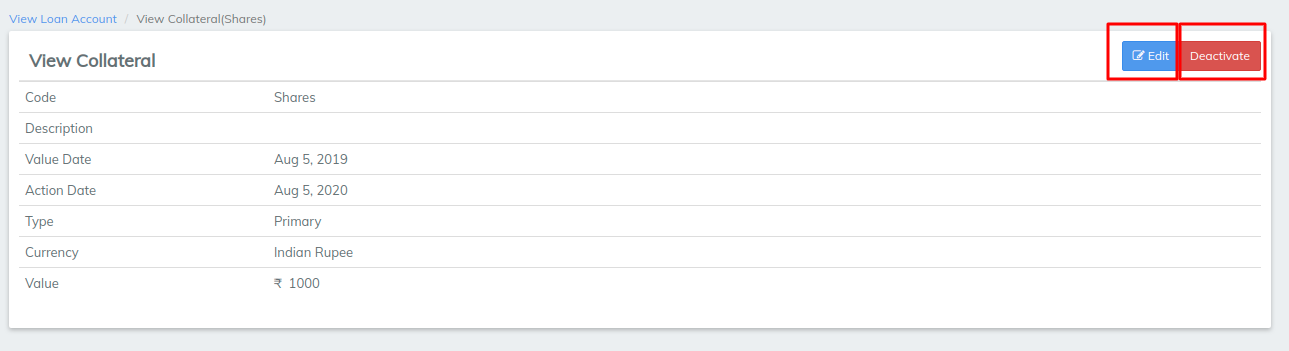 View Loan Account / View Collateral(Shares)
View Collateral
Edit Deactivate
Code Shares
Description
Value Date Aug 5, 2019
Action Date Aug 5, 2020
Type Primary
Currency Indian Rupee
Value ₹ 1000